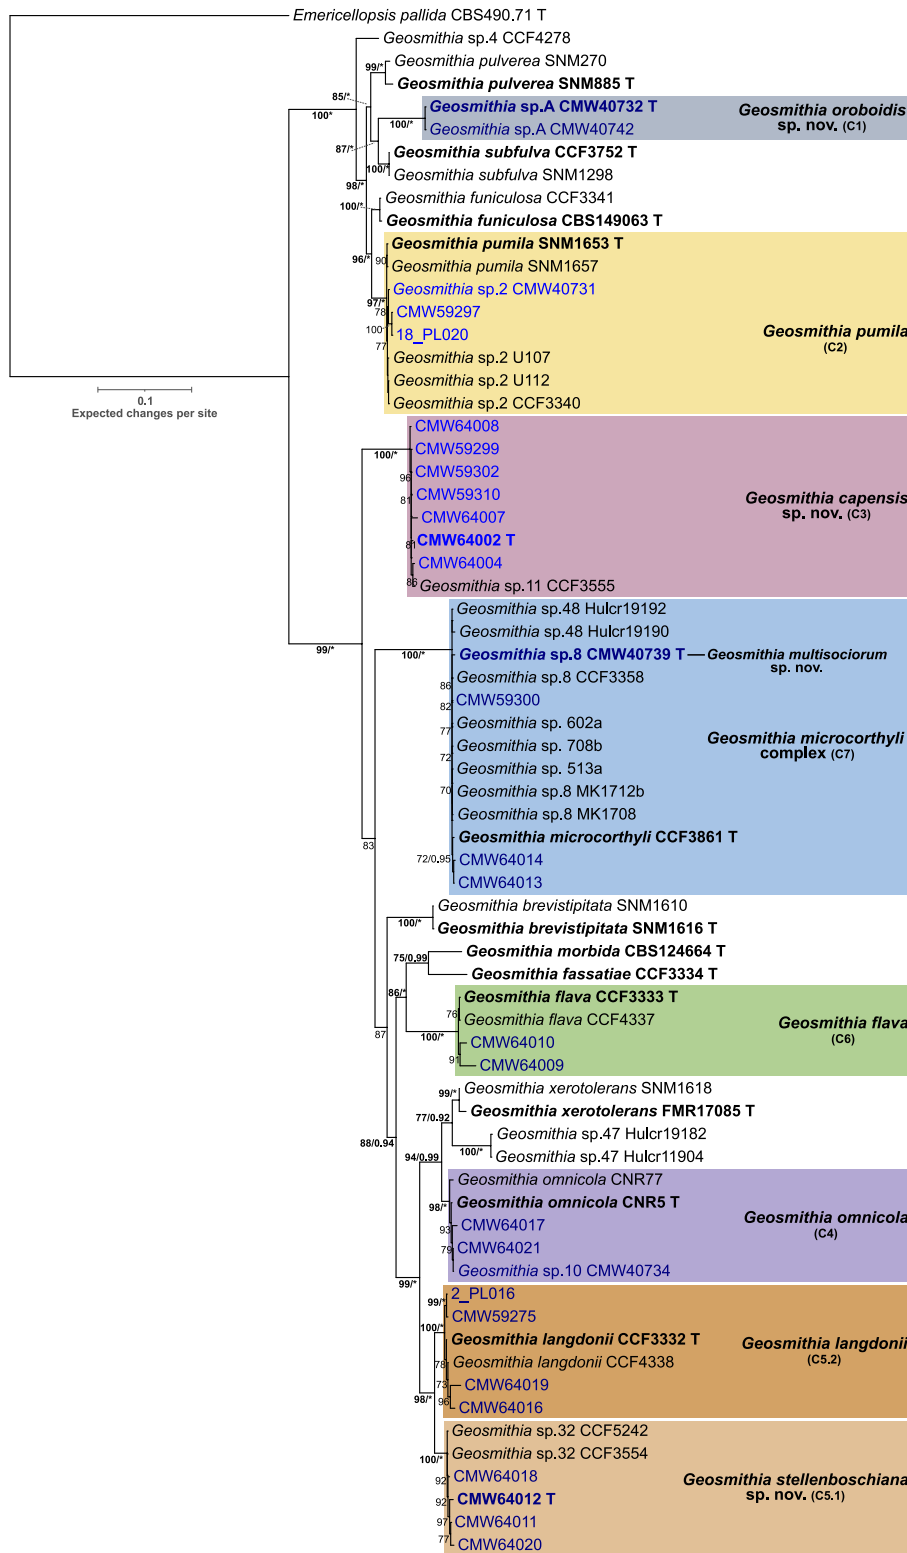 Emericellopsis pallida CBS490.71 T
Geosmithia sp.4 CCF4278
Geosmithia pulverea SNM270
99/*
Geosmithia pulverea SNM885 T
85/*
100*
Geosmithia sp.A CMW40732 T
Geosmithia sp.A CMW40742
100/*
Geosmithia oroboidis
sp. nov. (C1)
87/*
Geosmithia subfulva CCF3752 T
100/*
Geosmithia subfulva SNM1298
98/*
Geosmithia funiculosa CCF3341
100/*
Geosmithia funiculosa CBS149063 T
96/*
Geosmithia pumila SNM1653 T
90
Geosmithia pumila SNM1657
Geosmithia sp.2 CMW40731
97/*
78
CMW59297
100
18_PL020
77
Geosmithia sp.2 U107
Geosmithia sp.2 U112
Geosmithia sp.2 CCF3340
Geosmithia pumila
(C2)
0.1
Expected changes per site
CMW64008
100/*
CMW59299
96
CMW59302
81
CMW59310
CMW64007
81
CMW64002 T
CMW64004
86
Geosmithia sp.11 CCF3555
Geosmithia capensis
sp. nov. (C3)
99/*
Geosmithia sp.48 Hulcr19192
Geosmithia sp.48 Hulcr19190
100/*
Geosmithia sp.8 CMW40739 T
Geosmithia multisociorum
sp. nov.
Geosmithia sp.8 CCF3358
86
CMW59300
82
Geosmithia sp. 602a
77
Geosmithia sp. 708b
72
Geosmithia sp. 513a
Geosmithia sp.8 MK1712b
70
Geosmithia sp.8 MK1708
Geosmithia microcorthyli CCF3861 T
72/0.95
CMW64014
CMW64013
Geosmithia microcorthyli
complex (C7)
83
Geosmithia brevistipitata SNM1610
100/*
Geosmithia brevistipitata SNM1616 T
Geosmithia morbida CBS124664 T
75/0.99
Geosmithia fassatiae CCF3334 T
86/*
Geosmithia flava CCF3333 T
76
Geosmithia flava CCF4337
100/*
CMW64010
91
CMW64009
Geosmithia flava
(C6)
87
Geosmithia xerotolerans SNM1618
99/*
Geosmithia xerotolerans FMR17085 T
77/0.92
Geosmithia sp.47 Hulcr19182
100/*
Geosmithia sp.47 Hulcr11904
88/0.94
94/0.99
Geosmithia omnicola CNR77
98/*
Geosmithia omnicola CNR5 T
93
CMW64017
79
CMW64021
Geosmithia sp.10 CMW40734
Geosmithia omnicola
(C4)
99/*
2_PL016
99/*
CMW59275
100/*
Geosmithia langdonii CCF3332 T
78
Geosmithia langdonii CCF4338
73
CMW64019
96
CMW64016
Geosmithia langdonii
(C5.2)
98/*
Geosmithia sp.32 CCF5242
100/*
Geosmithia sp.32 CCF3554
92
CMW64018
92
CMW64012 T
97
CMW64011
77
CMW64020
Geosmithia stellenboschiana
sp. nov. (C5.1)